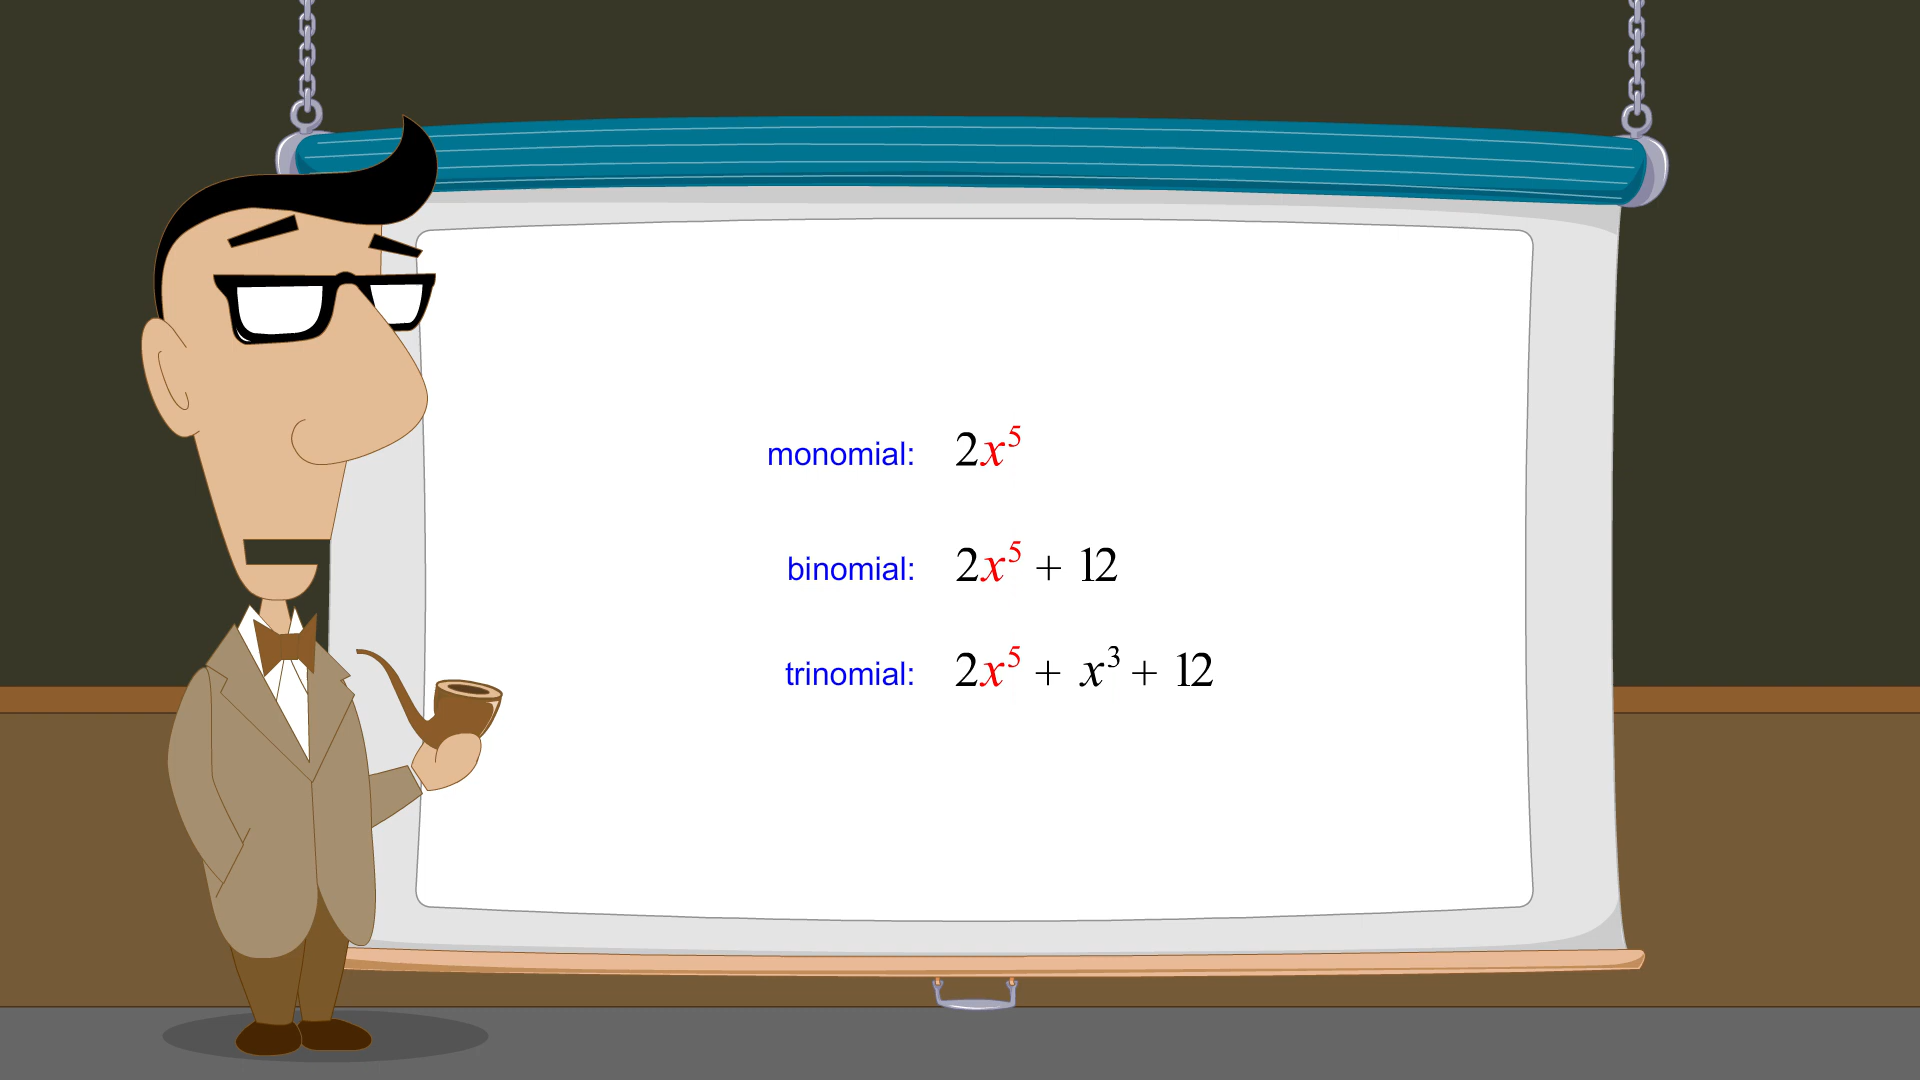 monomial: 2x⁵
binomial: 2x⁵ + 12
trinomial: 2x⁵ + x³ + 12